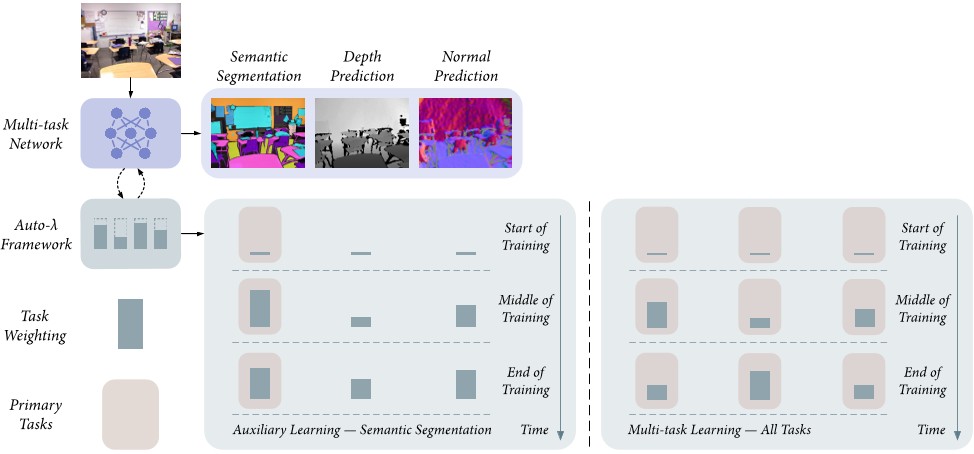 Semantic
Segmentation
Depth
Prediction
Normal
Prediction
Multi-task
Network
Auto-λ
Framework
Task
Weighting
Primary
Tasks
Start of
Training
Middle of
Training
End of
Training
Auxiliary Learning — Semantic Segmentation
Time
Start of
Training
Middle of
Training
End of
Training
Multi-task Learning — All Tasks
Time